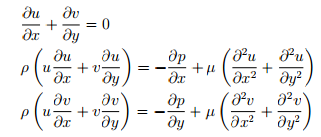 ∂u/∂x + ∂v/∂y = 0
ρ(u ∂u/∂x + v ∂u/∂y) = −∂p/∂x + μ(∂²u/∂x² + ∂²u/∂y²)
ρ(u ∂v/∂x + v ∂v/∂y) = −∂p/∂y + μ(∂²v/∂x² + ∂²v/∂y²)